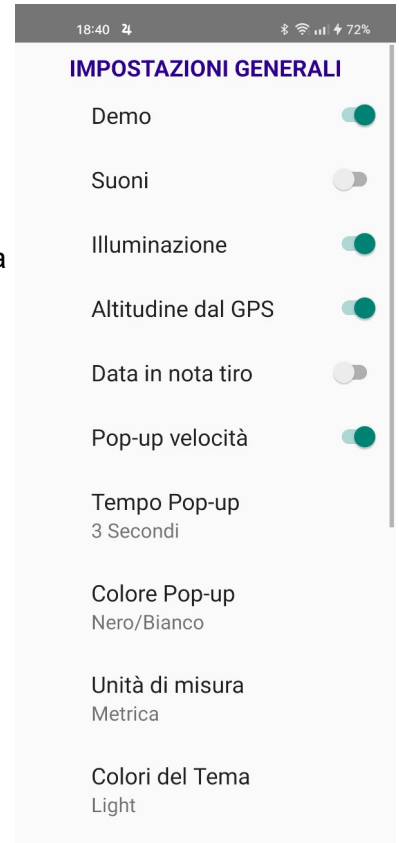 18:40 72%
IMPOSTAZIONI GENERALI
Demo
Suoni
Illuminazione
a
Altitudine dal GPS
Data in nota tiro
Pop-up velocità
Tempo Pop-up
3 Secondi
Colore Pop-up
Nero/Bianco
Unità di misura
Metrica
Colori del Tema
Light